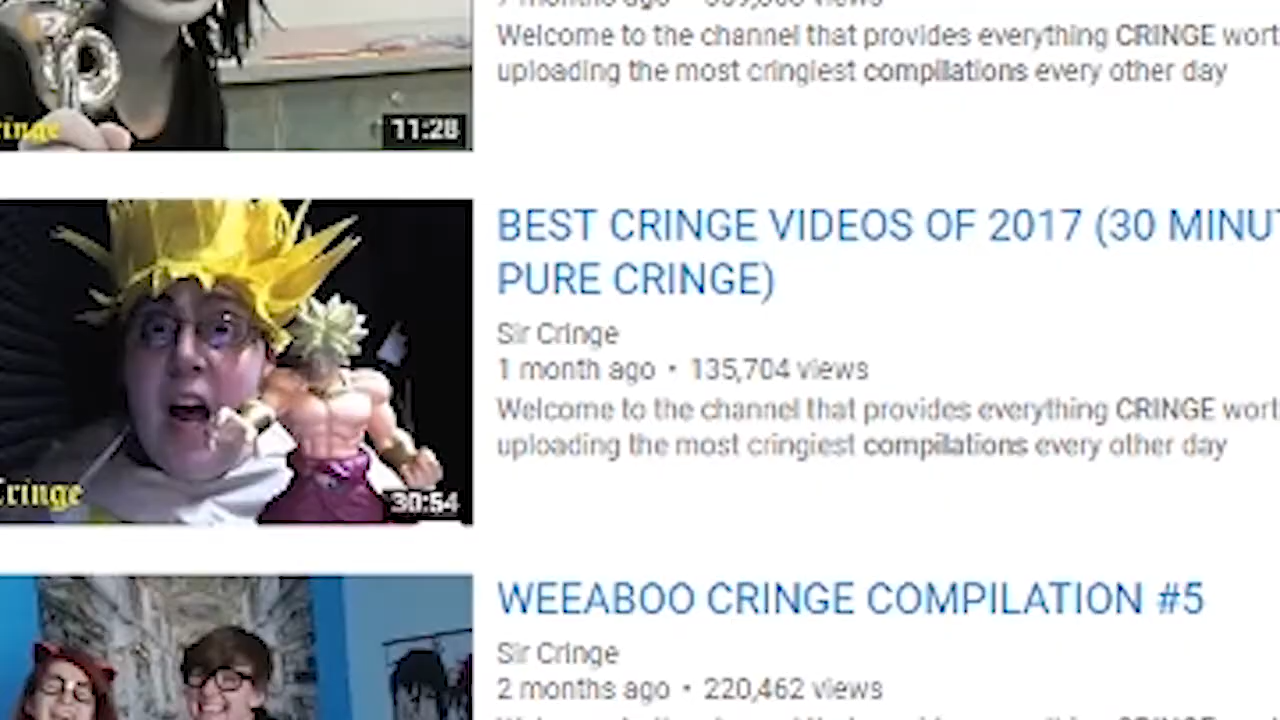 Welcome to the channel that provides everything CRINGE wort
uploading the most cringiest compilations every other day
ringe
11:28
BEST CRINGE VIDEOS OF 2017 (30 MINUT
PURE CRINGE)
Sir Cringe
1 month ago • 135,704 views
Welcome to the channel that provides everything CRINGE wort
uploading the most cringiest compilations every other day
Cringe
30:54
WEEABOO CRINGE COMPILATION #5
Sir Cringe
2 months ago • 220,462 views